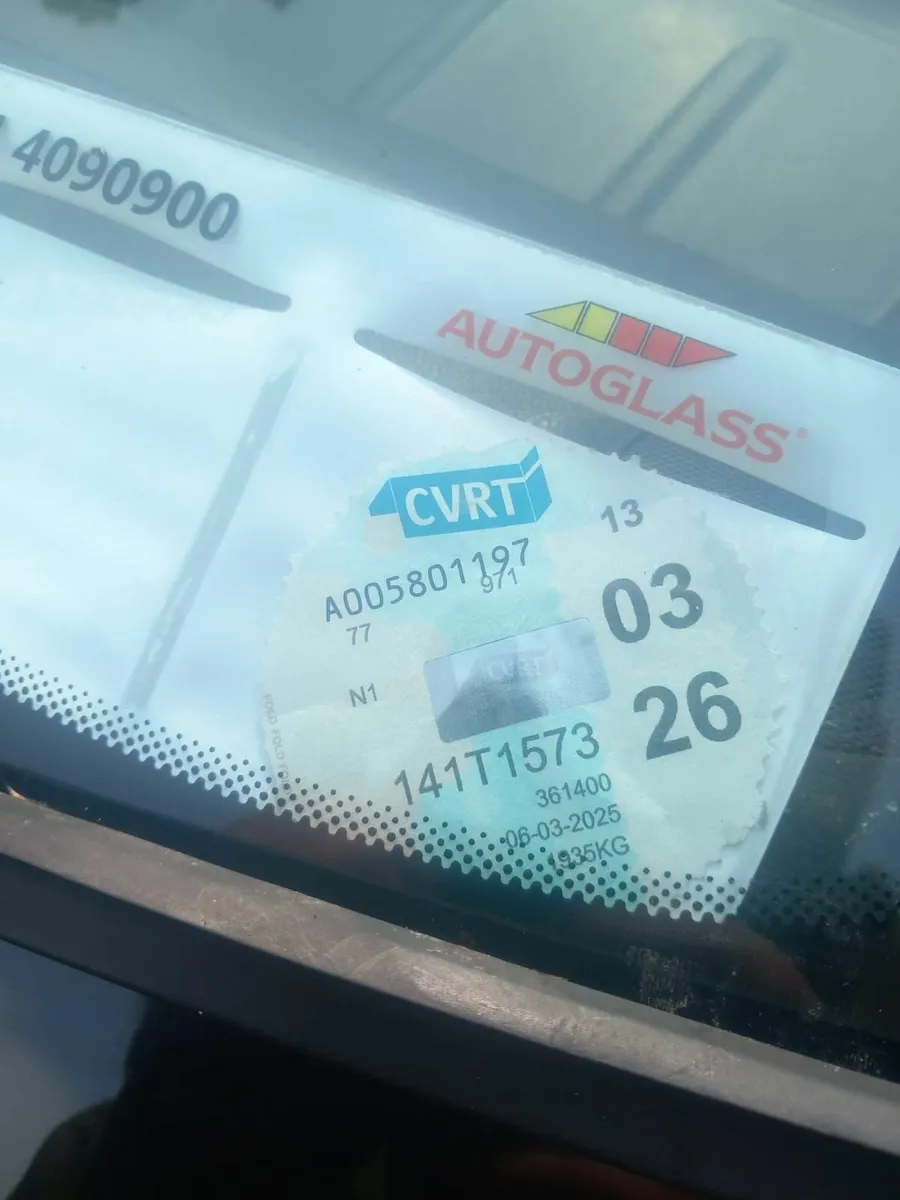 4090900
AUTOGLASS®
CVRT
13
A005801197
971
03
77
N1
26
CVRT
141T1573
361400
06-03-2025
1935KG